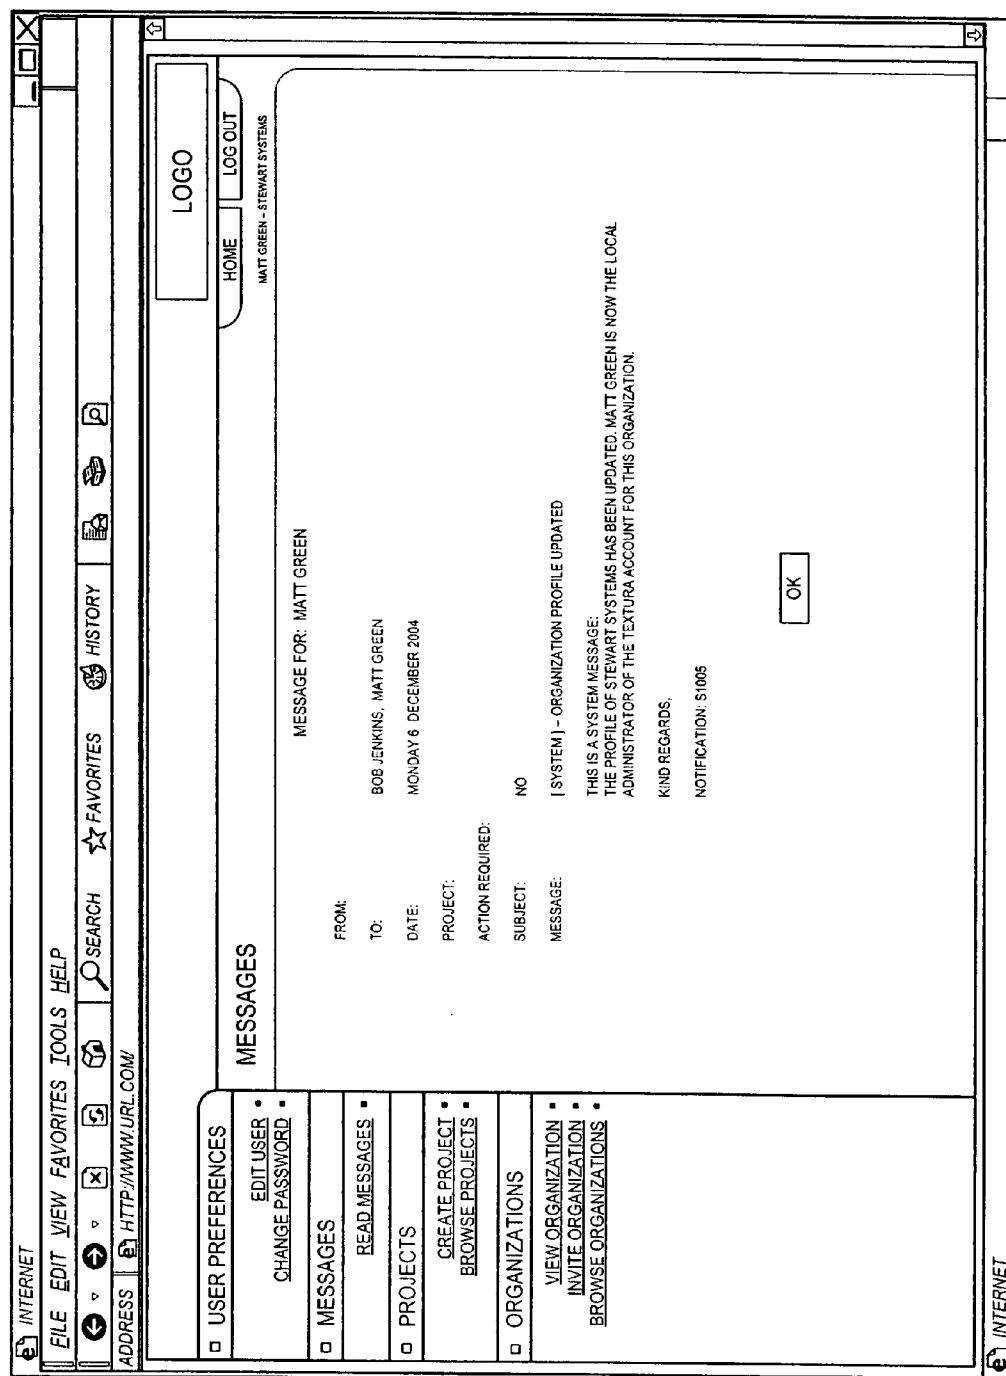 INTERNET
FILE EDIT VIEW FAVORITES TOOLS HELP
SEARCH FAVORITES HISTORY
ADDRESS HTTP://WWW.URL.COM/
LOGO
HOME LOG OUT
USER PREFERENCES
EDIT USER
CHANGE PASSWORD
MESSAGES
READ MESSAGES
PROJECTS
CREATE PROJECT
BROWSE PROJECTS
ORGANIZATIONS
VIEW ORGANIZATION
INVITE ORGANIZATION
BROWSE ORGANIZATIONS
MESSAGES
MATT GREEN – STEWART SYSTEMS
MESSAGE FOR: MATT GREEN
FROM:
TO: BOB JENKINS, MATT GREEN
DATE: MONDAY 6 DECEMBER 2004
PROJECT:
ACTION REQUIRED:
SUBJECT: NO
MESSAGE: [ SYSTEM ] – ORGANIZATION PROFILE UPDATED
THIS IS A SYSTEM MESSAGE:
THE PROFILE OF STEWART SYSTEMS HAS BEEN UPDATED. MATT GREEN IS NOW THE LOCAL
ADMINISTRATOR OF THE TEXTURA ACCOUNT FOR THIS ORGANIZATION.
KIND REGARDS,
NOTIFICATION: S1005
OK
INTERNET